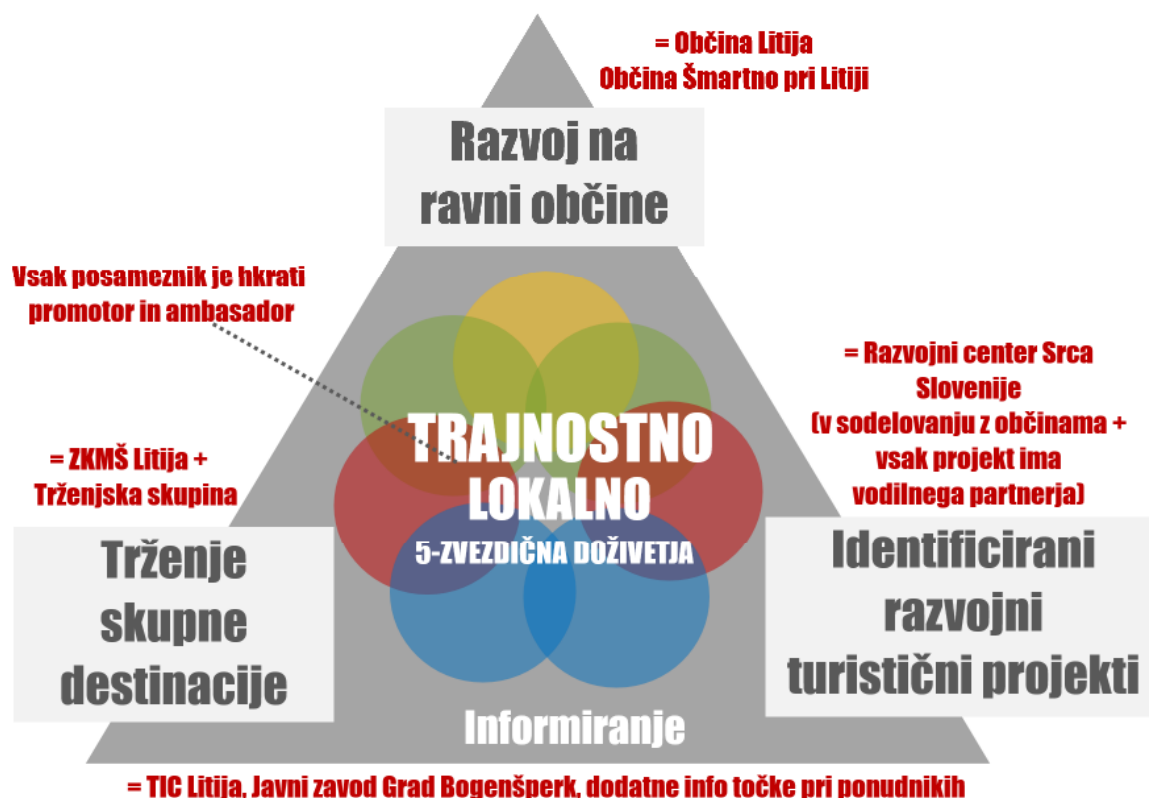 = Občina Litija
Občina Šmartno pri Litiji
Razvoj na
ravni občine
Vsak posameznik je hkrati
promotor in ambasador
= Razvojni center Srca
Slovenije
(v sodelovanju z občinama +
vsak projekt ima
vodilnega partnerja)
TRAJNOSTNO
LOKALNO
5-ZVEZDIČNA DOŽIVETJA
= ZKMŠ Litija +
Trženjska skupina
Trženje
skupne
destinacije
Identificirani
razvojni
turistični projekti
Informiranje
= TIC Litija, Javni zavod Grad Bogenšperk, dodatne info točke pri ponudnikih